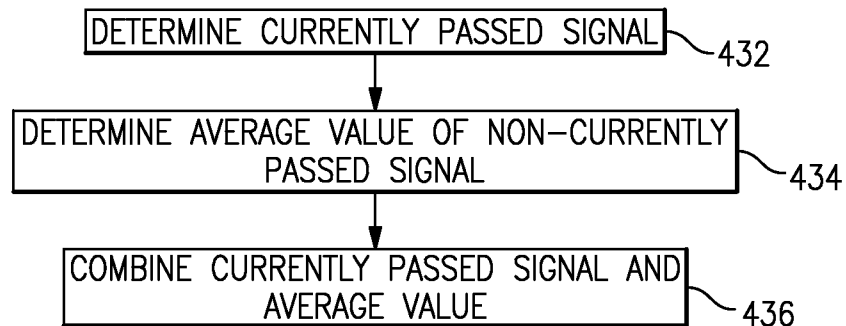 DETERMINE CURRENTLY PASSED SIGNAL
432
DETERMINE AVERAGE VALUE OF NON-CURRENTLY
PASSED SIGNAL
434
COMBINE CURRENTLY PASSED SIGNAL AND
AVERAGE VALUE
436